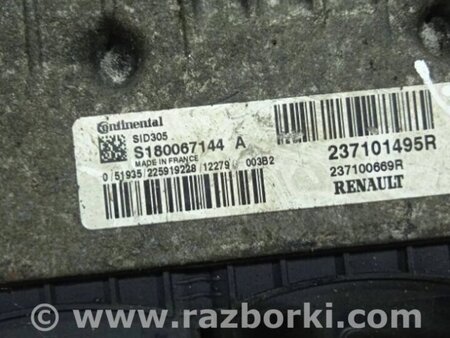 Continental
SID305
S180067144 A
MADE IN FRANCE
0 51935 225919228 12279 003B2
237101495R
237100669R
RENAULT
© www.razborki.com